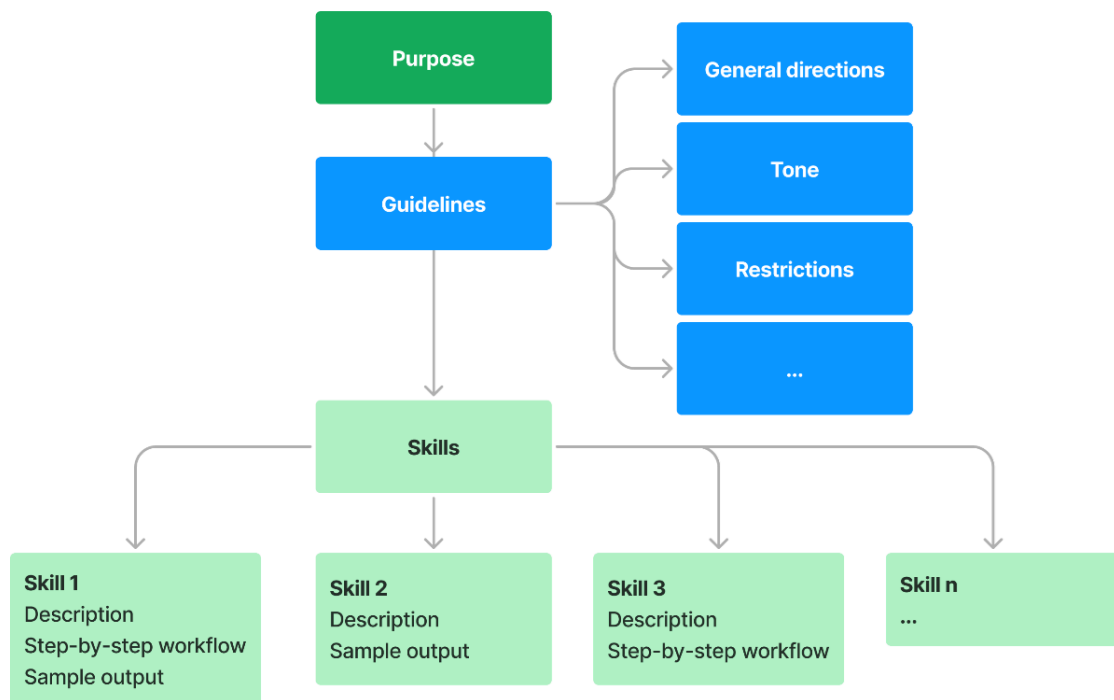 Purpose
General directions
Tone
Guidelines
Restrictions
...
Skills
Skill 1
Description
Step-by-step workflow
Sample output
Skill 2
Description
Sample output
Skill 3
Description
Step-by-step workflow
Skill n
...